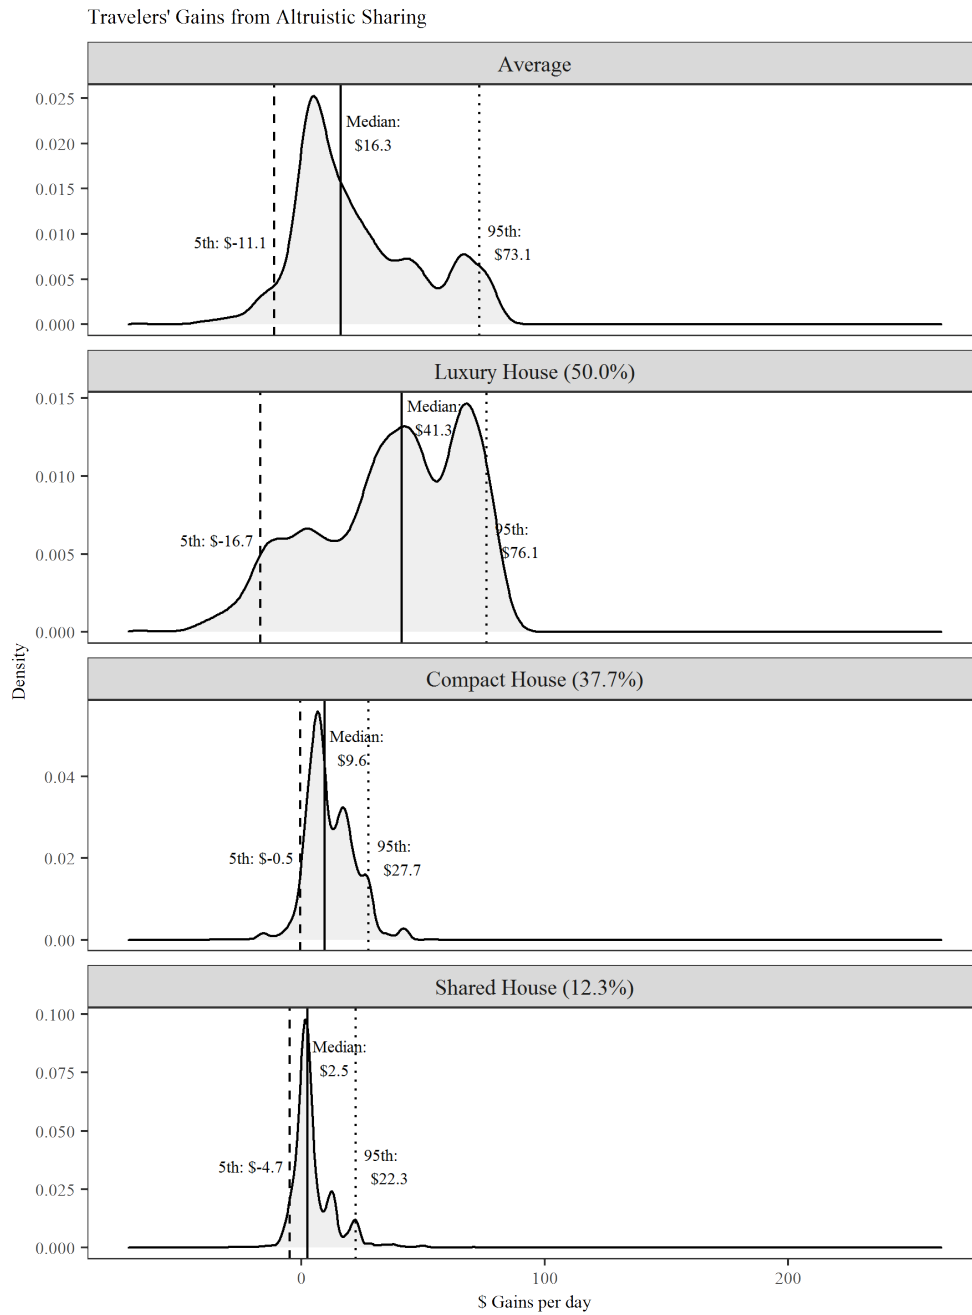 Travelers' Gains from Altruistic Sharing
Average
0.025
0.020
0.015
0.010
0.005
0.000
Median:
$16.3
5th: $-11.1
95th:
$73.1
Luxury House (50.0%)
0.015
0.010
0.005
0.000
Median:
$41.3
5th: $-16.7
95th:
$76.1
Density
Compact House (37.7%)
0.04
0.02
0.00
Median:
$9.6
5th: $-0.5
95th:
$27.7
Shared House (12.3%)
0.100
0.075
0.050
0.025
0.000
Median:
$2.5
5th: $-4.7
95th:
$22.3
0
100
200
$ Gains per day